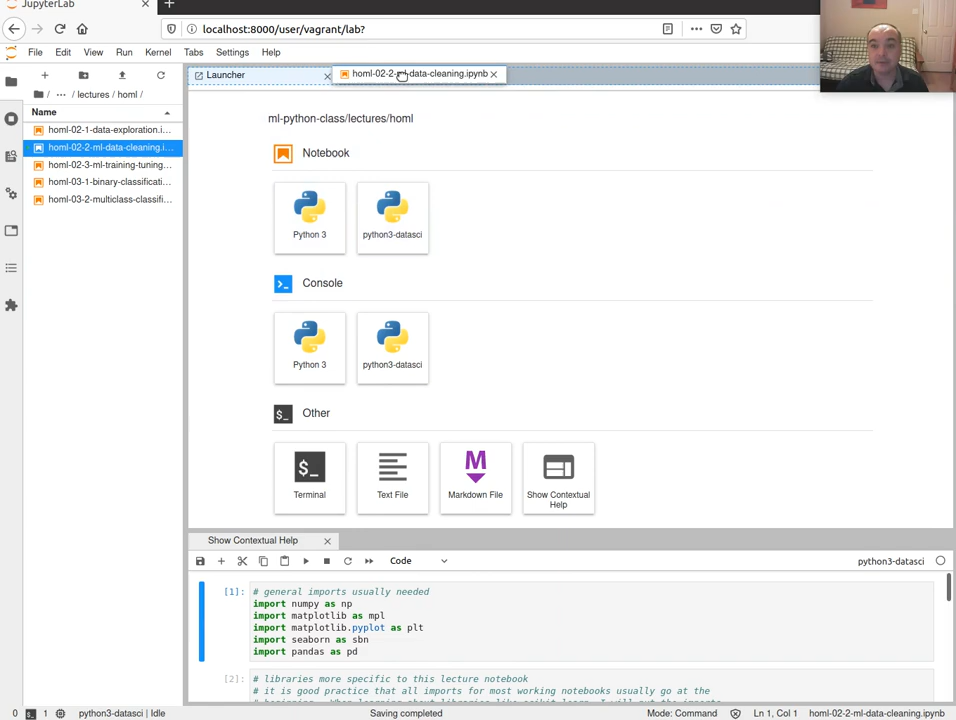 JupyterLab
localhost:8000/user/vagrant/lab?
File Edit View Run Kernel Tabs Settings Help
Launcher
homl-02-2-ml-data-cleaning.ipynb
/ ... / lectures / homl /
Name
homl-02-1-data-exploration.i...
homl-02-2-ml-data-cleaning.i...
homl-02-3-ml-training-tuning...
homl-03-1-binary-classificati...
homl-03-2-multiclass-classifi...
ml-python-class/lectures/homl
Notebook
Python 3
python3-datasci
Console
Python 3
python3-datasci
Other
Terminal
Text File
Markdown File
Show Contextual
Help
Show Contextual Help
Code
python3-datasci
[1]: # general imports usually needed
import numpy as np
import matplotlib as mpl
import matplotlib.pyplot as plt
import seaborn as sbn
import pandas as pd
[2]: # libraries more specific to this lecture notebook
# it is good practice that all imports for most working notebooks usually go at the
0 1 python3-datasci | Idle
Saving completed
Mode: Command
Ln 1, Col 1
homl-02-2-ml-data-cleaning.ipynb